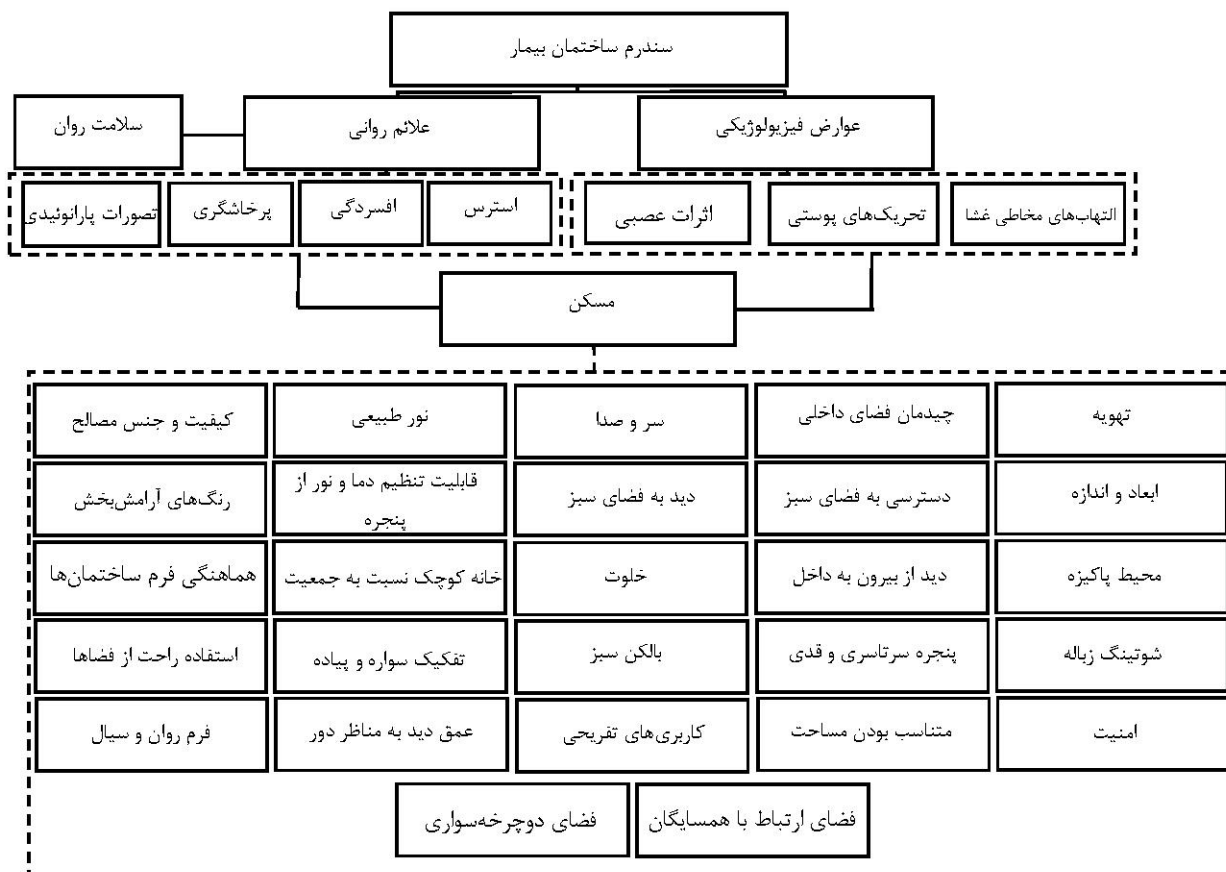 سندرم ساختمان بیمار
عوارض فیزیولوژیکی
علائم روانی
سلامت روان
التهاب‌های مخاطی غشا
تحریک‌های پوستی
اثرات عصبی
استرس
افسردگی
پرخاشگری
تصورات پارانوئیدی
مسکن
تهویه
چیدمان فضای داخلی
سر و صدا
نور طبیعی
کیفیت و جنس مصالح
ابعاد و اندازه
دسترسی به فضای سبز
دید به فضای سبز
قابلیت تنظیم دما و نور از
پنجره
رنگ‌های آرامش‌بخش
محیط پاکیزه
دید از بیرون به داخل
خلوت
خانه کوچک نسبت به جمعیت
هماهنگی فرم ساختمان‌ها
شوتینگ زباله
پنجره سرتاسری و قدی
بالکن سبز
تفکیک سواره و پیاده
استفاده راحت از فضاها
امنیت
متناسب بودن مساحت
کاربری‌های تفریحی
عمق دید به مناظر دور
فرم روان و سیال
فضای ارتباط با همسایگان
فضای دوچرخه‌سواری